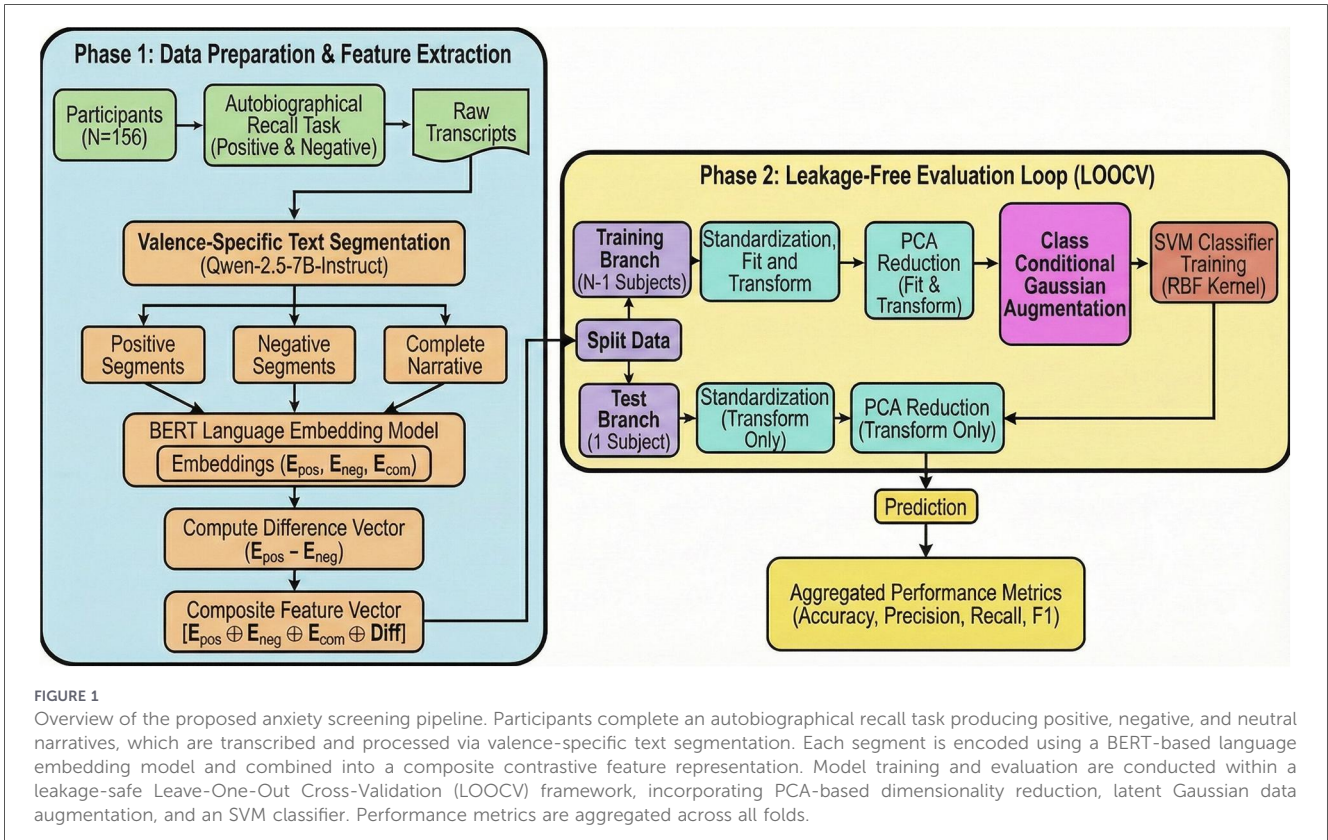 Phase 1: Data Preparation & Feature Extraction
Participants
(N=156)
Autobiographical
Recall Task
(Positive & Negative)
Raw
Transcripts
Valence-Specific Text Segmentation
(Qwen-2.5-7B-Instruct)
Positive
Segments
Negative
Segments
Complete
Narrative
BERT Language Embedding Model
Embeddings (Epos, Eneg, Ecom)
Compute Difference Vector
(Epos – Eneg)
Composite Feature Vector
[Epos ⊕ Eneg ⊕ Ecom ⊕ Diff]
Phase 2: Leakage-Free Evaluation Loop (LOOCV)
Training
Branch
(N-1 Subjects)
Standardization,
Fit and
Transform
PCA
Reduction
(Fit &
Transform)
Class
Conditional
Gaussian
Augmentation
SVM Classifier
Training
(RBF Kernel)
Split Data
Test
Branch
(1 Subject)
Standardization
(Transform
Only)
PCA Reduction
(Transform Only)
Prediction
Aggregated Performance Metrics
(Accuracy, Precision, Recall, F1)
FIGURE 1
Overview of the proposed anxiety screening pipeline. Participants complete an autobiographical recall task producing positive, negative, and neutral
narratives, which are transcribed and processed via valence-specific text segmentation. Each segment is encoded using a BERT-based language
embedding model and combined into a composite contrastive feature representation. Model training and evaluation are conducted within a
leakage-safe Leave-One-Out Cross-Validation (LOOCV) framework, incorporating PCA-based dimensionality reduction, latent Gaussian data
augmentation, and an SVM classifier. Performance metrics are aggregated across all folds.